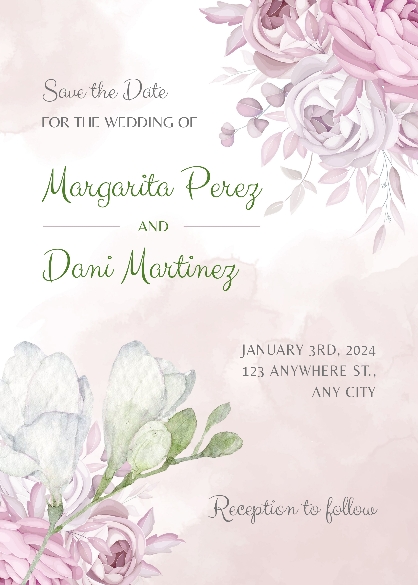 Save the Date
FOR THE WEDDING OF
Margarita Perez
AND
Dani Martinez
JANUARY 3RD, 2024
123 ANYWHERE ST.,
ANY CITY
Reception to follow